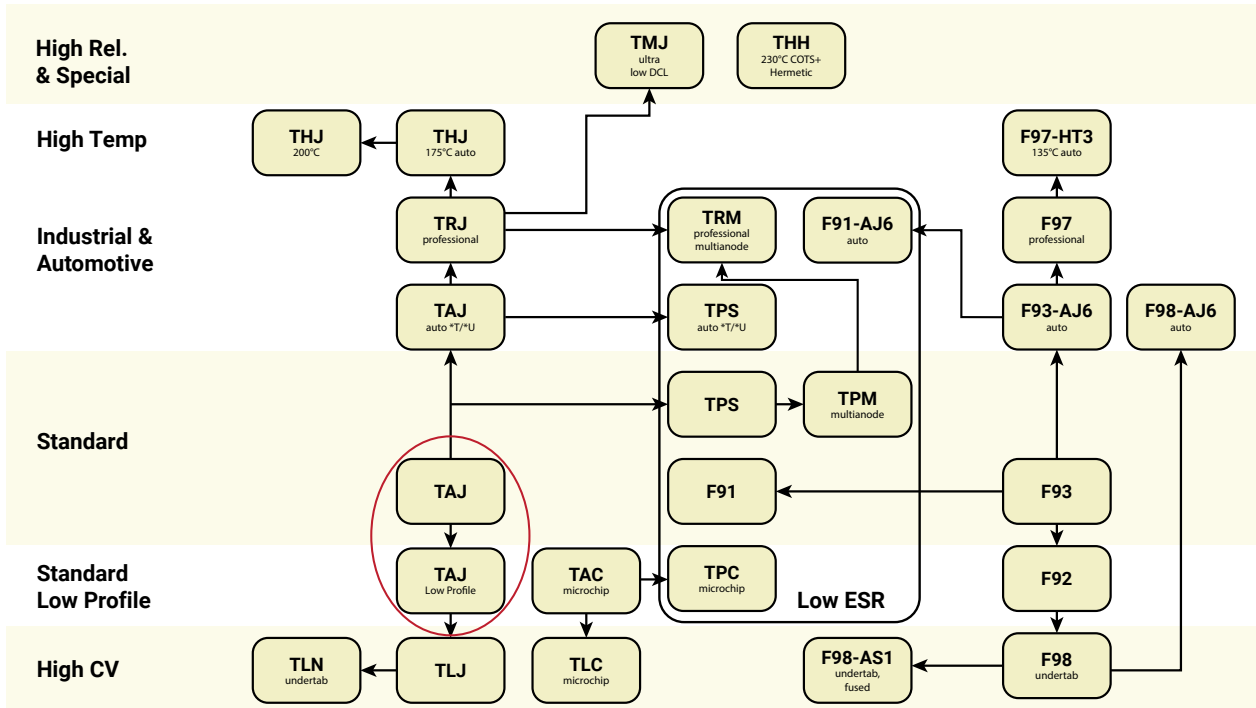 High Rel.
& Special
TMJ
ultra
low DCL
THH
230°C COTS+
Hermetic
High Temp
THJ
200°C
THJ
175°C auto
F97-HT3
135°C auto
Industrial &
Automotive
TRJ
professional
TRM
professional
multianode
F91-AJ6
auto
F97
professional
TAJ
auto *T/*U
TPS
auto *T/*U
F93-AJ6
auto
F98-AJ6
auto
Standard
TPS
TPM
multianode
TAJ
F91
F93
Standard
Low Profile
TAJ
Low Profile
TAC
microchip
TPC
microchip
Low ESR
F92
High CV
TLN
undertab
TLJ
TLC
microchip
F98-AS1
undertab,
fused
F98
undertab